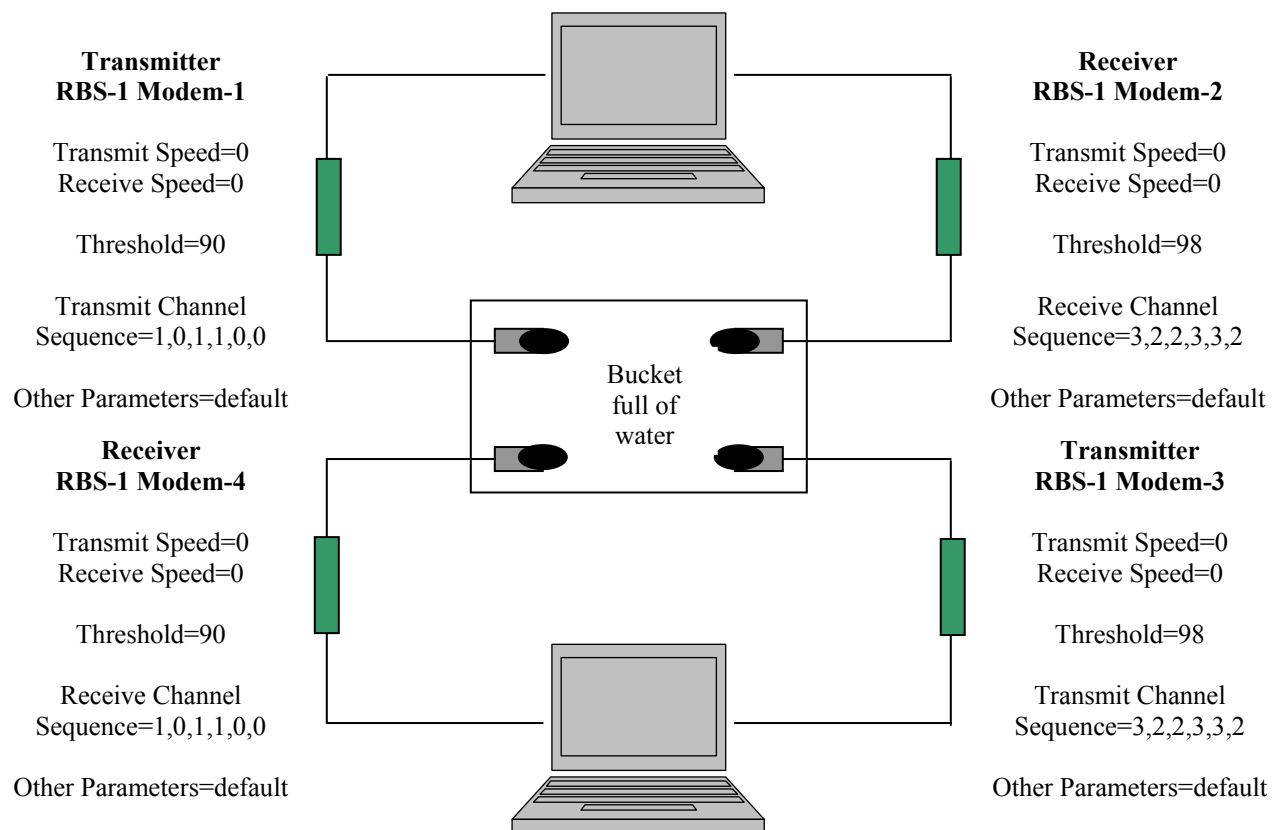 Transmitter
RBS-1 Modem-1
Transmit Speed=0
Receive Speed=0
Threshold=90
Transmit Channel
Sequence=1,0,1,1,0,0
Other Parameters=default
Receiver
RBS-1 Modem-2
Transmit Speed=0
Receive Speed=0
Threshold=98
Receive Channel
Sequence=3,2,2,3,3,2
Other Parameters=default
Bucket
full of
water
Receiver
RBS-1 Modem-4
Transmit Speed=0
Receive Speed=0
Threshold=90
Receive Channel
Sequence=1,0,1,1,0,0
Other Parameters=default
Transmitter
RBS-1 Modem-3
Transmit Speed=0
Receive Speed=0
Threshold=98
Transmit Channel
Sequence=3,2,2,3,3,2
Other Parameters=default